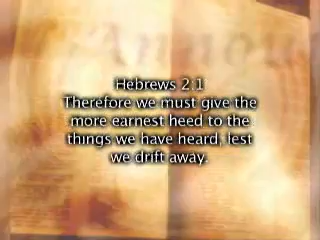 Hebrews 2:1
Therefore we must give the
more earnest heed to the
things we have heard, lest
we drift away.